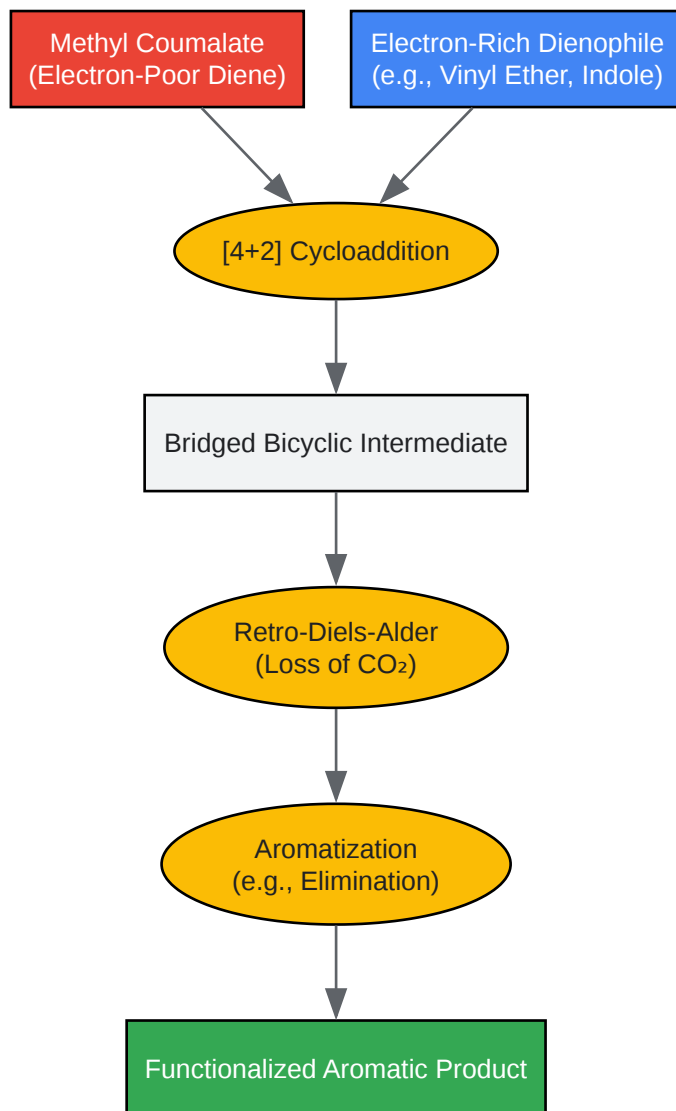 Methyl Coumalate
(Electron-Poor Diene)
Electron-Rich Dienophile
(e.g., Vinyl Ether, Indole)
[4+2] Cycloaddition
Bridged Bicyclic Intermediate
Retro-Diels-Alder
(Loss of CO₂)
Aromatization
(e.g., Elimination)
Functionalized Aromatic Product